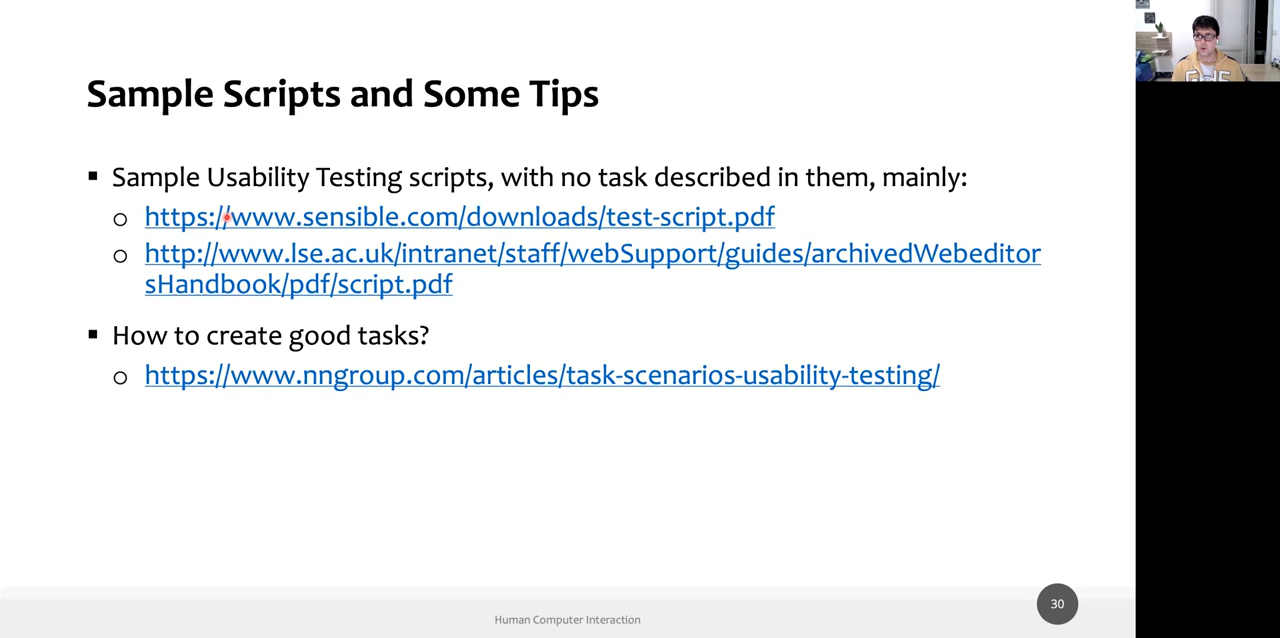 Sample Scripts and Some Tips
▪ Sample Usability Testing scripts, with no task described in them, mainly:
o https://www.sensible.com/downloads/test-script.pdf
o http://www.lse.ac.uk/intranet/staff/webSupport/guides/archivedWebeditor
sHandbook/pdf/script.pdf
▪ How to create good tasks?
o https://www.nngroup.com/articles/task-scenarios-usability-testing/
Human Computer Interaction
30